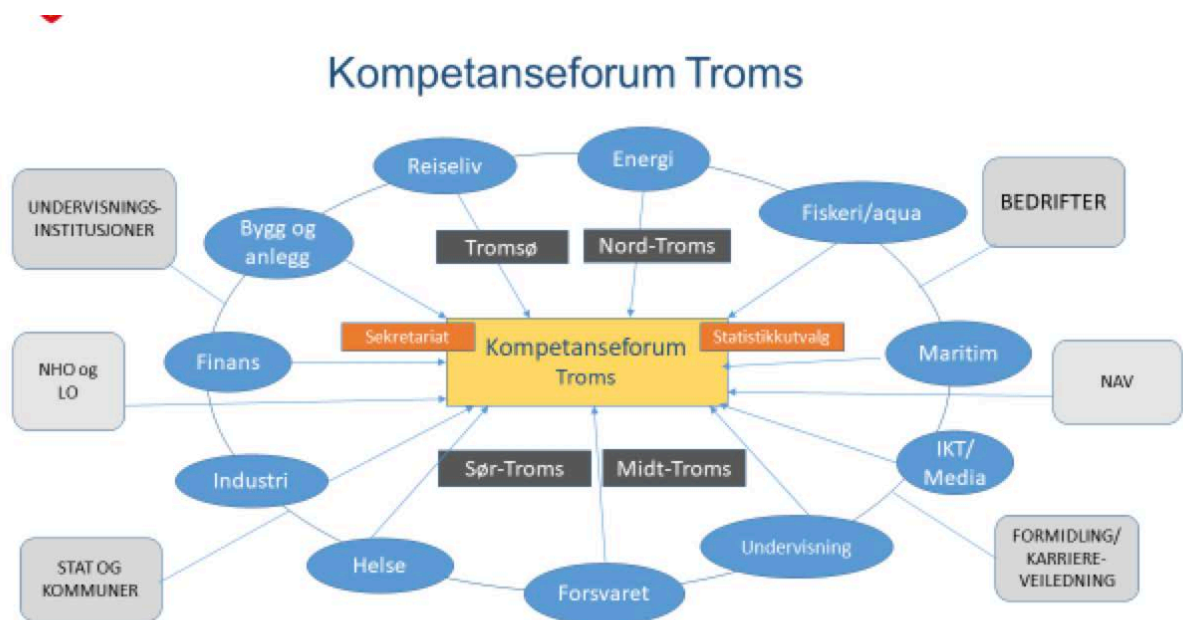 Kompetanseforum Troms
Reiseliv
Energi
UNDERVISNINGS-
INSTITUSJONER
Bygg og
anlegg
Fiskeri/aqua
BEDRIFTER
Tromsø
Nord-Troms
Sekretariat
Statistikkutvalg
Kompetanseforum
Troms
Finans
Maritim
NHO og
LO
NAV
Industri
Sør-Troms
Midt-Troms
IKT/
Media
STAT OG
KOMMUNER
Helse
Forsvaret
Undervisning
FORMIDLING/
KARRIERE-
VEILEDNING